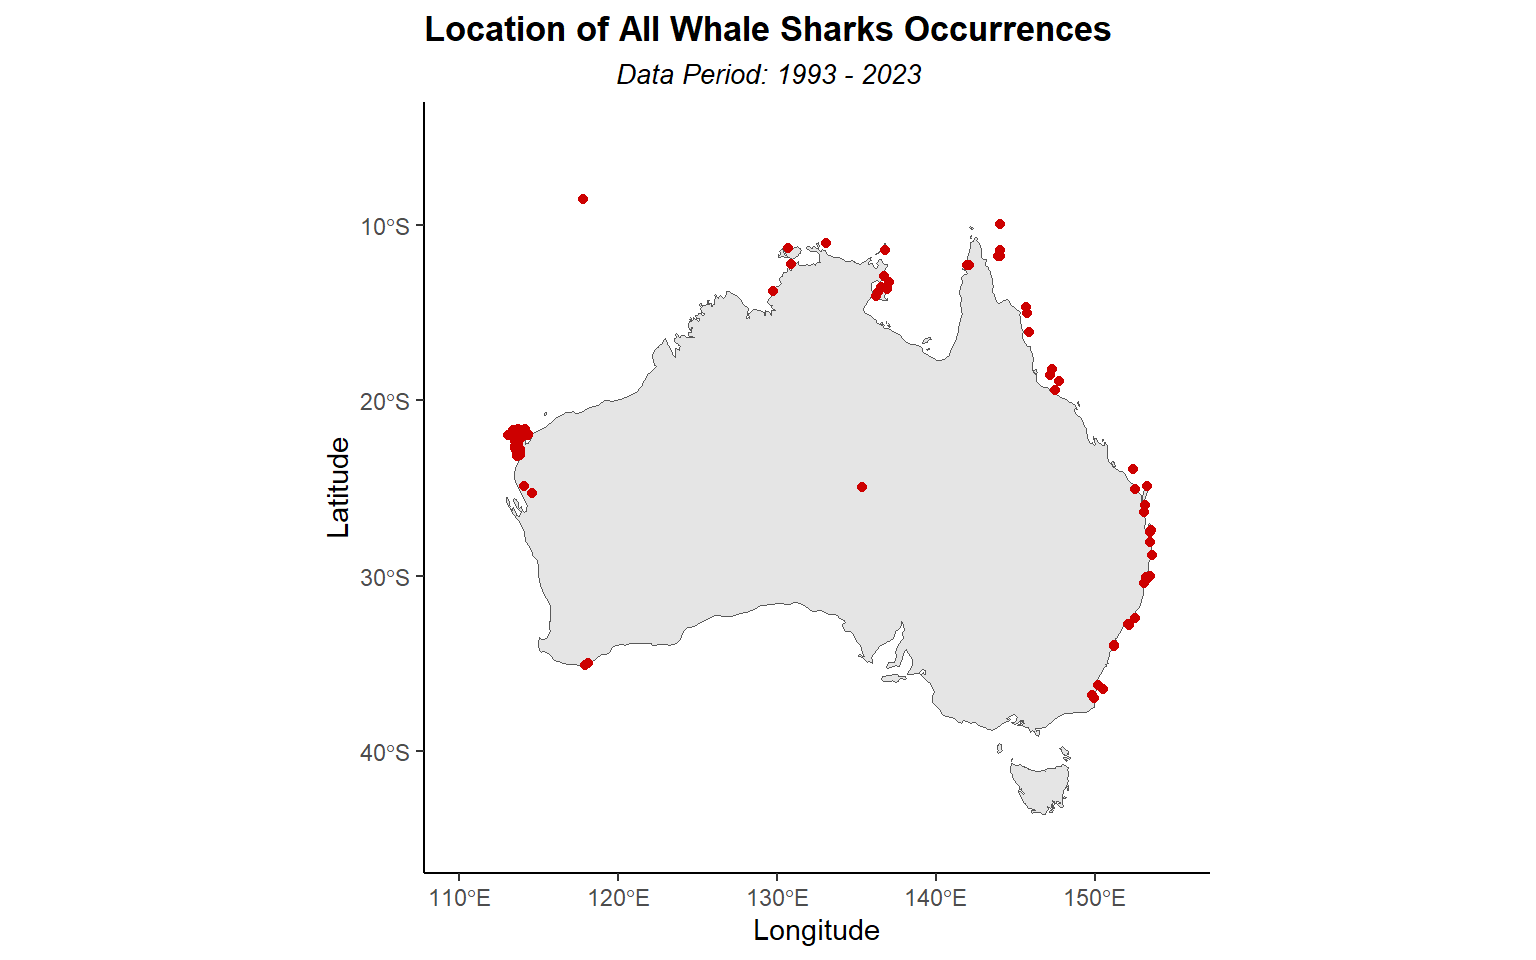 Location of All Whale Sharks Occurrences
Data Period: 1993 - 2023
10°S
20°S
30°S
40°S
Latitude
110°E
120°E
130°E
140°E
150°E
Longitude